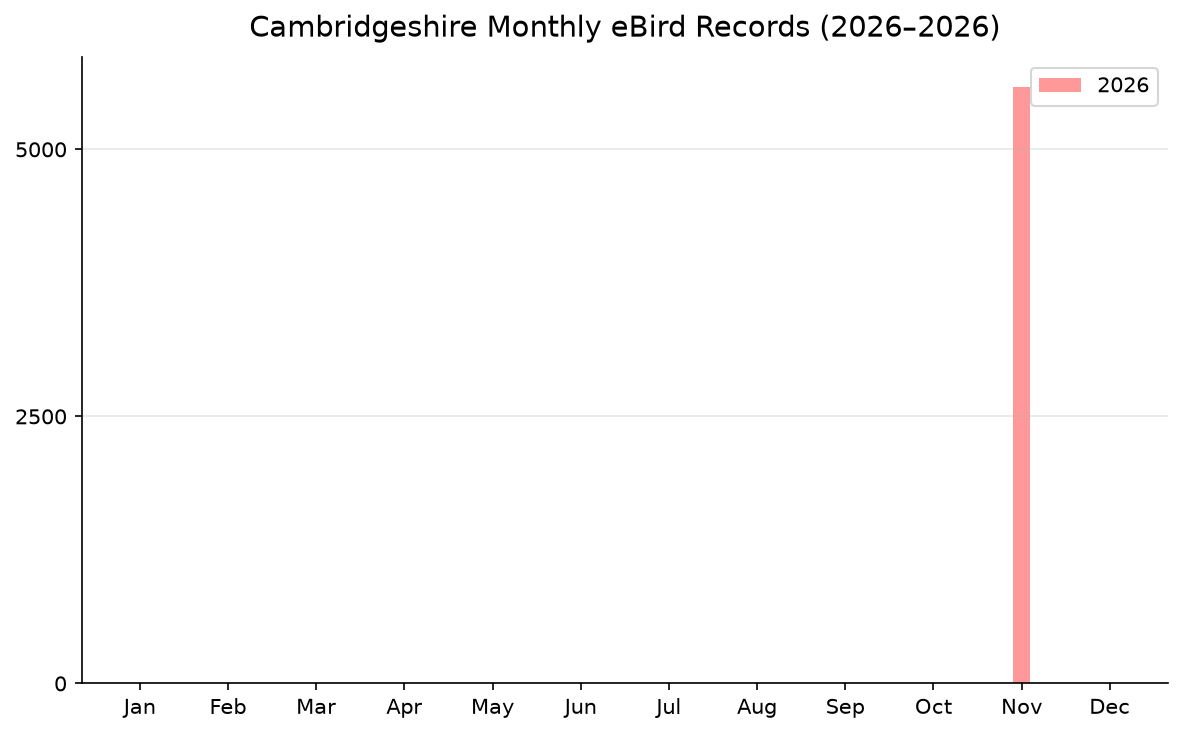 Cambridgeshire Monthly eBird Records (2026–2026)
2026
5000
2500
0
Jan Feb Mar Apr May Jun Jul Aug Sep Oct Nov Dec